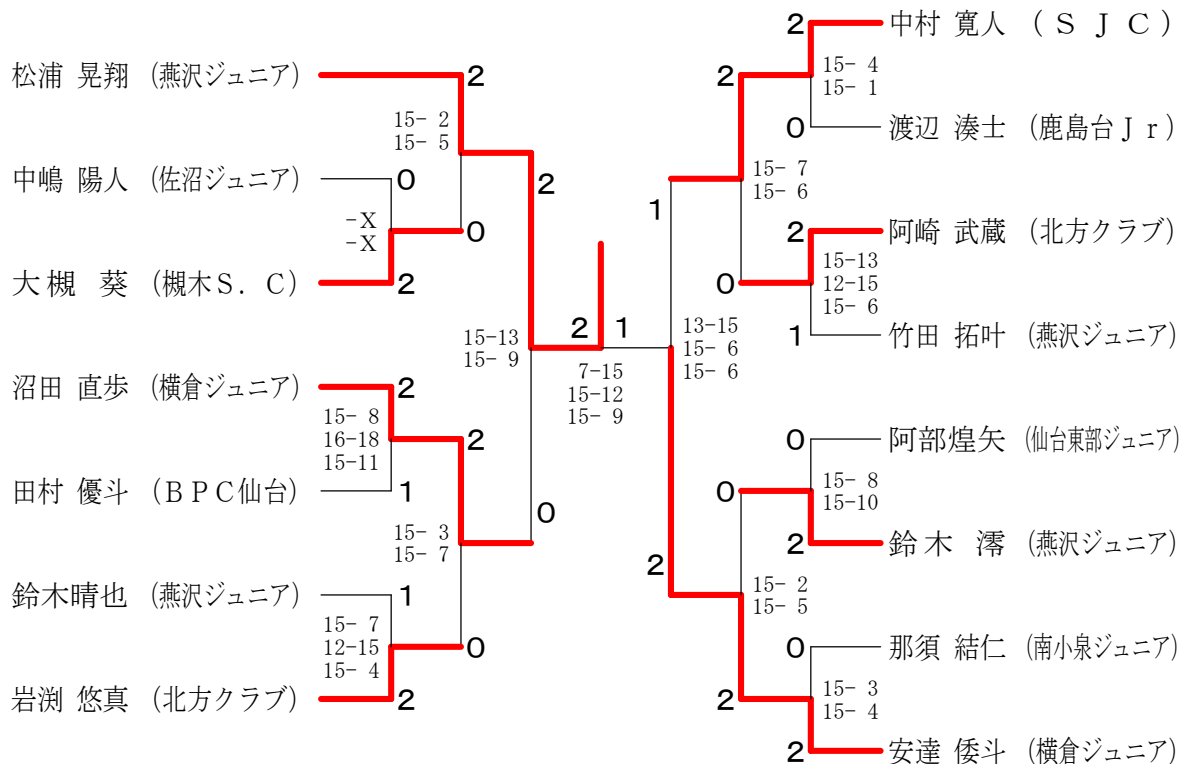 松浦 晃翔 (燕沢ジュニア)
2
15- 2
15- 5
中嶋 陽人 (佐沼ジュニア)
0
-X
-X
0
大槻 葵 (槻木S.C)
2
2
15-13
15- 9
沼田 直歩 (横倉ジュニア)
2
15- 8
16-18
15-11
2
田村 優斗 (BPC仙台)
1
15- 3
15- 7
0
鈴木晴也 (燕沢ジュニア)
1
15- 7
12-15
15- 4
0
岩渕 悠真 (北方クラブ)
2
2 1
7-15
15-12
15- 9
2 中村 寛人 (SJC)
15- 4
15- 1
2
0 渡辺 湊士 (鹿島台Jr)
15- 7
15- 6
1
2 阿崎 武蔵 (北方クラブ)
15-13
12-15
15- 6
0
1 竹田 拓叶 (燕沢ジュニア)
13-15
15- 6
15- 6
0 阿部煌矢 (仙台東部ジュニア)
15- 8
15-10
0
2 鈴木 澪 (燕沢ジュニア)
2
15- 2
15- 5
0 那須 結仁 (南小泉ジュニア)
15- 3
15- 4
2
2 安達 倭斗 (横倉ジュニア)